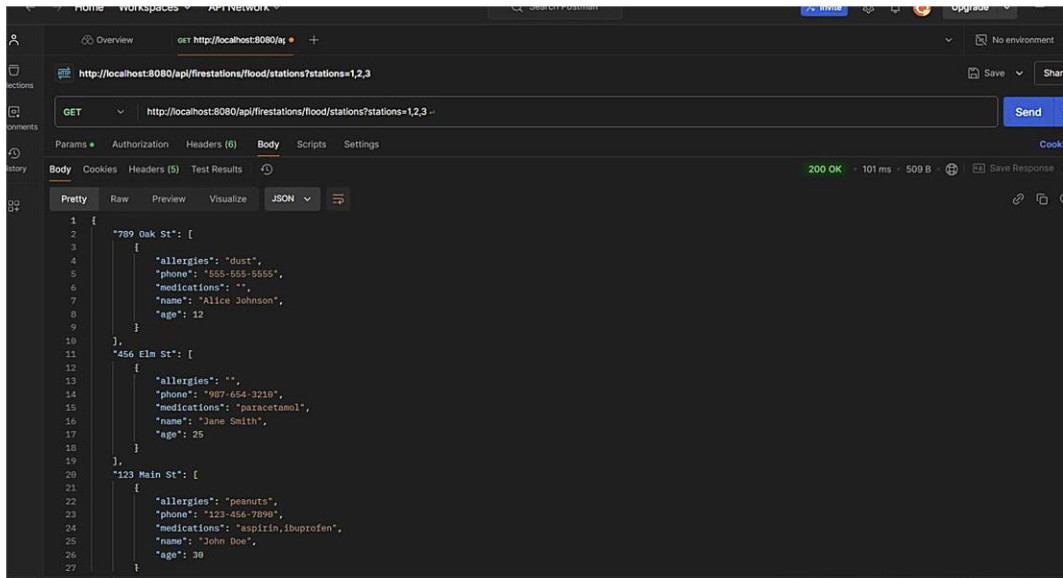 Home Workspaces API Network Search Postman Invite Upgrade
Overview GET http://localhost:8080/ap + No environment
HTTP http://localhost:8080/api/firestations/flood/stations?stations=1,2,3 Save Shar
GET http://localhost:8080/api/firestations/flood/stations?stations=1,2,3 Send
Params Authorization Headers (6) Body Scripts Settings Cooki
Body Cookies Headers (5) Test Results 200 OK 101 ms 509 B Save Response
Pretty Raw Preview Visualize JSON
lections
onments
istory
1 {
2 "789 Oak St": [
3 {
4 "allergies": "dust",
5 "phone": "555-555-5555",
6 "medications": "",
7 "name": "Alice Johnson",
8 "age": 12
9 }
10 ],
11 "456 Elm St": [
12 {
13 "allergies": "",
14 "phone": "987-654-3210",
15 "medications": "paracetamol",
16 "name": "Jane Smith",
17 "age": 25
18 }
19 ],
20 "123 Main St": [
21 {
22 "allergies": "peanuts",
23 "phone": "123-456-7890",
24 "medications": "aspirin,ibuprofen",
25 "name": "John Doe",
26 "age": 30
27 }